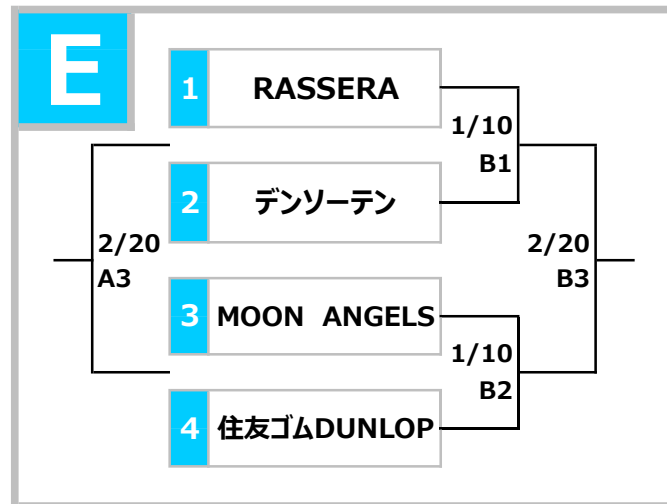 E
1 RASSERA
1/10
B1
2 デンソーテン
2/20
A3
2/20
B3
3 MOON ANGELS
1/10
B2
4 住友ゴムDUNLOP